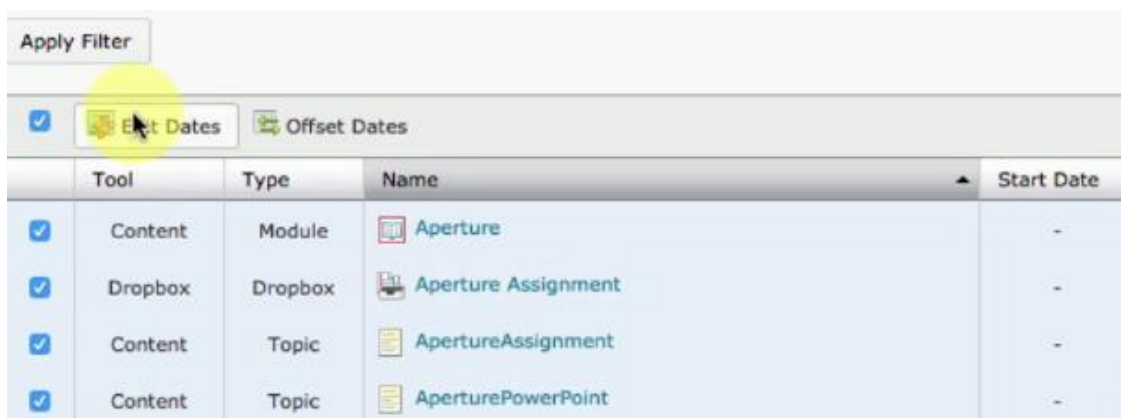 Apply Filter
Edit Dates Offset Dates
Tool Type Name Start Date
Content Module Aperture -
Dropbox Dropbox Aperture Assignment -
Content Topic ApertureAssignment -
Content Topic AperturePowerPoint -